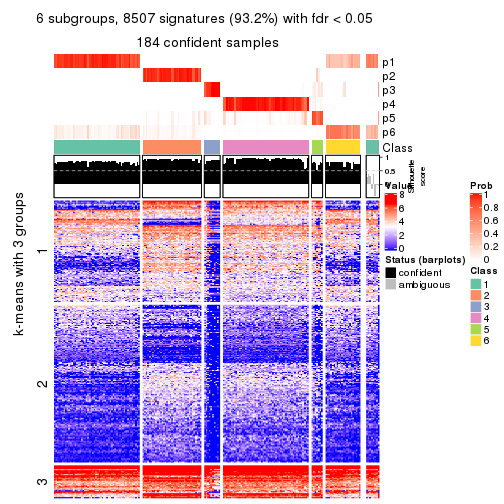 6 subgroups, 8507 signatures (93.2%) with fdr < 0.05
184 confident samples
p1
p2
p3
p4
p5
p6
Class
1
0.5
0
Silhouette
score
k-means with 3 groups
1
2
3
Value
8
6
4
2
0
Status (barplots)
confident
ambiguous
Prob
1
0.8
0.6
0.4
0.2
0
Class
1
2
3
4
5
6